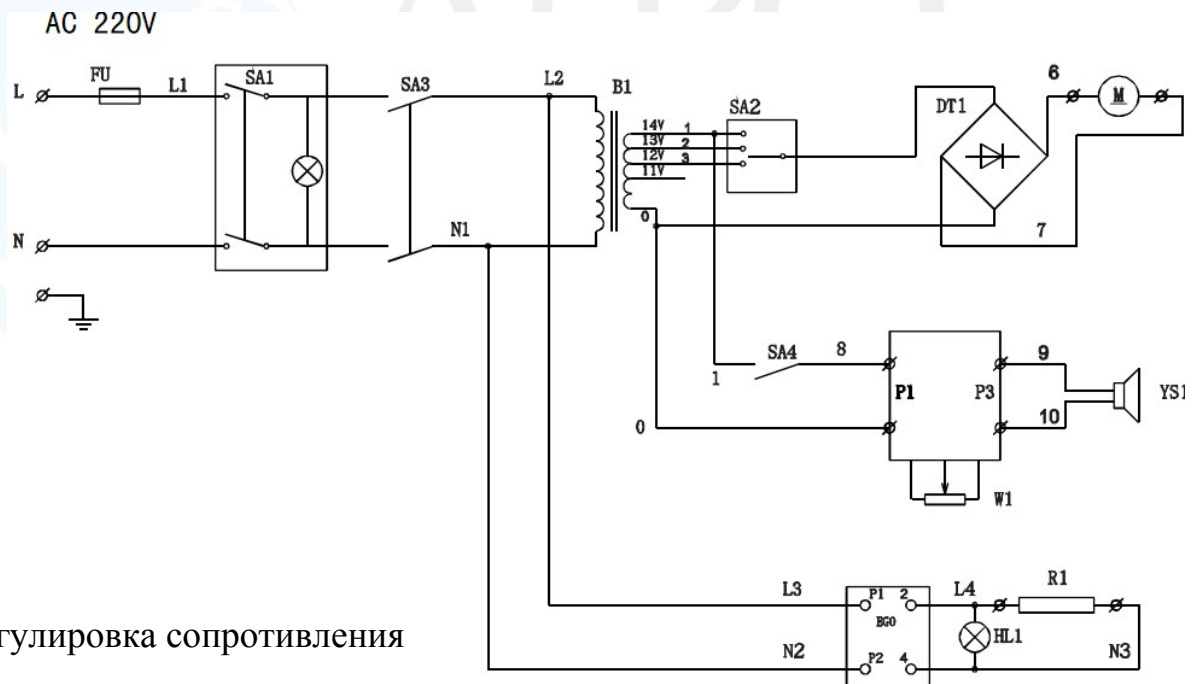 AC 220V
L FU L1 SA1 SA3 L2 B1 SA2 DT1 6 M
14V 1
13V 2
12V 3
11V
0
N N1 7
1 SA4 8 P1 P3 9 YS1
0 10
W1
L3 P1 2 L4 R1
BG0
гулировка сопротивления
N2 P2 4 HL1 N3